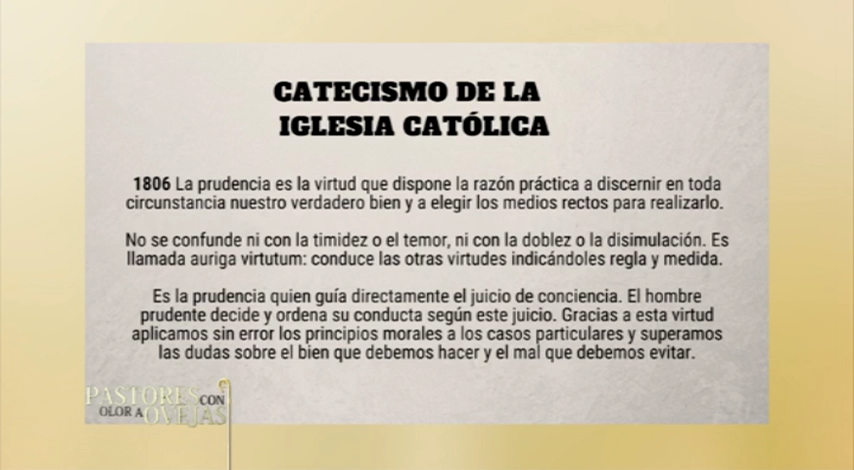 CATECISMO DE LA
IGLESIA CATÓLICA
1806 La prudencia es la virtud que dispone la razón práctica a discernir en toda
circunstancia nuestro verdadero bien y a elegir los medios rectos para realizarlo.
No se confunde ni con la timidez o el temor, ni con la doblez o la disimulación. Es
llamada auriga virtutum: conduce las otras virtudes indicándoles regla y medida.
Es la prudencia quien guía directamente el juicio de conciencia. El hombre
prudente decide y ordena su conducta según este juicio. Gracias a esta virtud
aplicamos sin error los principios morales a los casos particulares y superamos
las dudas sobre el bien que debemos hacer y el mal que debemos evitar.
PASTORES CON
OLOR A OVEJAS